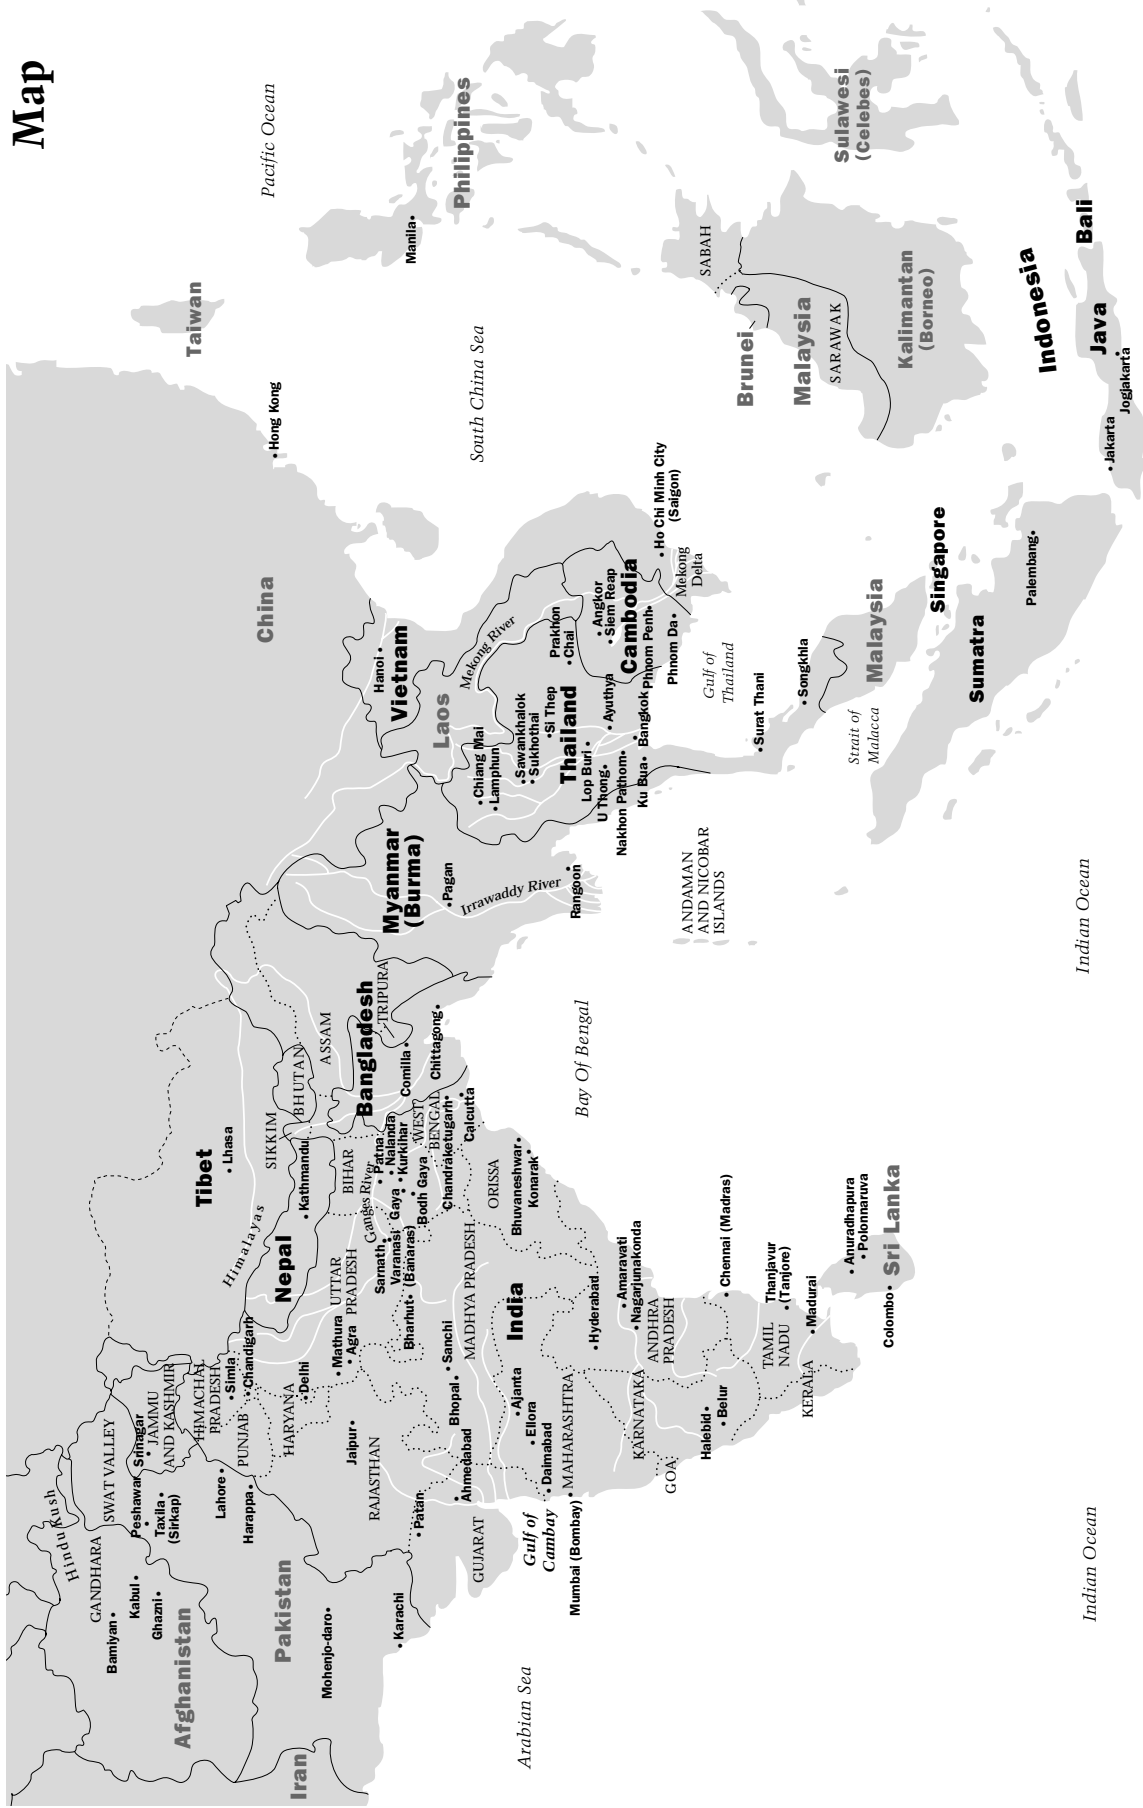 Map
Pacific Ocean
Taiwan
Philippines
Manila
Hong Kong
South China Sea
China
Sulawesi
(Celebes)
SABAH
Brunei
Malaysia
SARAWAK
Kalimantan
(Borneo)
Indonesia
Bali
Java
Jogjakarta
Jakarta
Palembang
Singapore
Sumatra
Malaysia
Strait of
Malacca
Songkhla
Surat Thani
Gulf of
Thailand
Ho Chi Minh City
(Saigon)
Mekong
Delta
Angkor
Siem Reap
Cambodia
Phnom Penh
Phnom Da
Prakhon
Chai
Mekong River
Hanoi
Vietnam
Laos
Chiang Mai
Lamphun
Sawankhalok
Sukhothai
Si Thep
Thailand
Lop Buri
Ayuthya
U Thong
Nakhon Pathom
Bangkok
Ku Bua
Myanmar
(Burma)
Pagan
Irrawaddy River
Rangoon
ANDAMAN
AND NICOBAR
ISLANDS
Indian Ocean
Bay Of Bengal
Tibet
Lhasa
Himalayas
SIKKIM
BHUTAN
ASSAM
Bangladesh
TRIPURA
Comilla
Chittagong
Nepal
Kathmandu
BIHAR
Ganges River
Patna
Nalanda
Kurkihar
Gaya
Bodh Gaya
WEST
BENGAL
Chandraketugarh
Calcutta
ORISSA
Bhuvaneshwar
Konarak
UTTAR
PRADESH
Sarnath
Varanasi
(Banaras)
Bharhut
MADHYA PRADESH
Sanchi
Bhopal
India
Mathura
Agra
Delhi
HARYANA
Simla
Chandigarh
HIMACHAL
PRADESH
PUNJAB
JAMMU
AND KASHMIR
Srinagar
SWAT VALLEY
Hindu Kush
GANDHARA
Peshawar
Taxila
(Sirkap)
Lahore
Harappa
Kabul
Ghazni
Bamiyan
Afghanistan
Pakistan
Iran
Mohenjo-daro
Karachi
Jaipur
RAJASTHAN
Patan
Ahmedabad
GUJARAT
Gulf of
Cambay
Ajanta
Ellora
Daimabad
MAHARASHTRA
Mumbai (Bombay)
Hyderabad
Amaravati
Nagarjunakonda
ANDHRA
PRADESH
KARNATAKA
GOA
Halebid
Belur
Chennai (Madras)
TAMIL
NADU
Thanjavur
(Tanjore)
Madurai
KERALA
Anuradhapura
Polonnaruva
Sri Lanka
Colombo
Arabian Sea
Indian Ocean